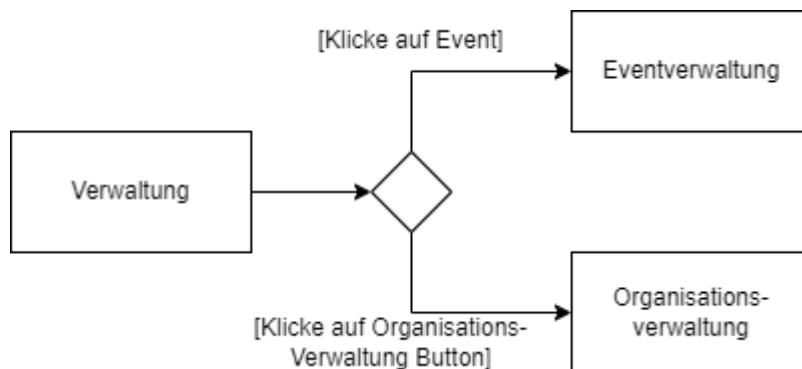 [Klicke auf Event]
Eventverwaltung
Verwaltung
[Klicke auf Organisations-
Verwaltung Button]
Organisations-
verwaltung